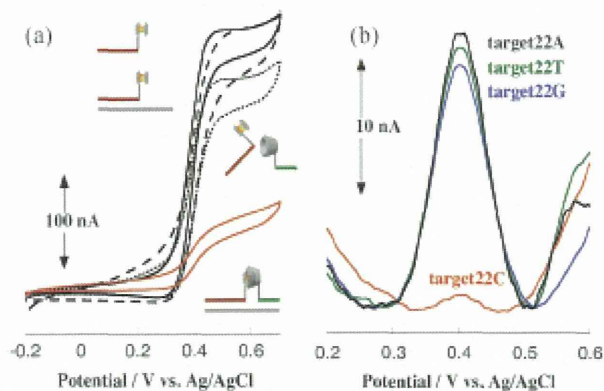 (a)
100 nA
-0.2 0 0.2 0.4 0.6
Potential / V vs. Ag/AgCl
(b)
target22A
target22T
target22G
10 nA
target22C
0.2 0.3 0.4 0.5 0.6
Potential / V vs. Ag/AgCl